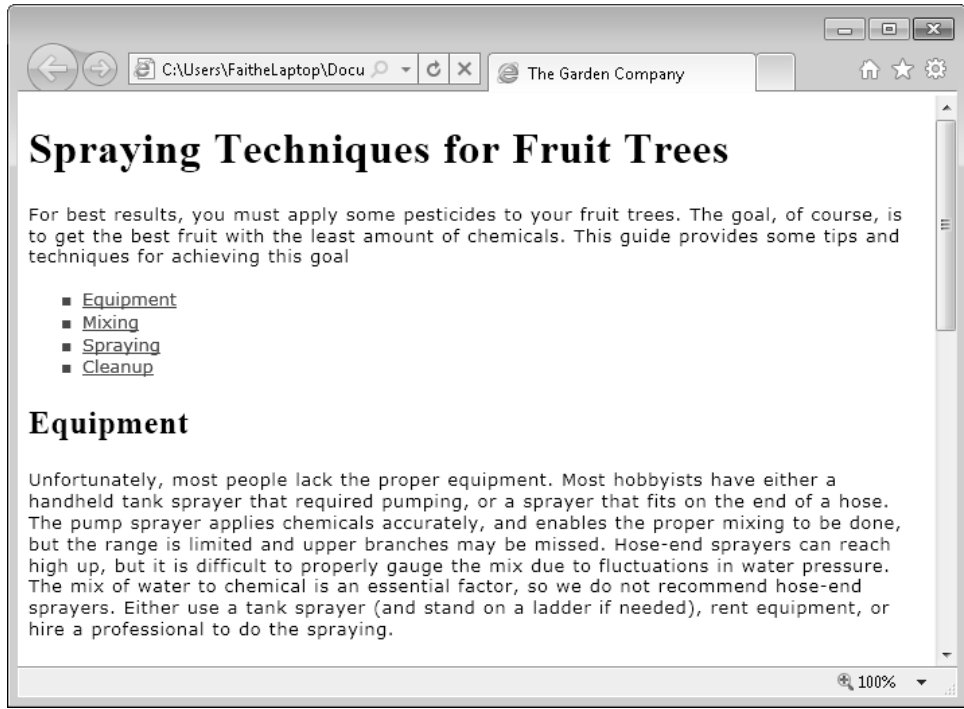 C:\Users\FaitheLaptop\Docu
The Garden Company
Spraying Techniques for Fruit Trees
For best results, you must apply some pesticides to your fruit trees. The goal, of course, is
to get the best fruit with the least amount of chemicals. This guide provides some tips and
techniques for achieving this goal
Equipment
Mixing
Spraying
Cleanup
Equipment
Unfortunately, most people lack the proper equipment. Most hobbyists have either a
handheld tank sprayer that required pumping, or a sprayer that fits on the end of a hose.
The pump sprayer applies chemicals accurately, and enables the proper mixing to be done,
but the range is limited and upper branches may be missed. Hose-end sprayers can reach
high up, but it is difficult to properly gauge the mix due to fluctuations in water pressure.
The mix of water to chemical is an essential factor, so we do not recommend hose-end
sprayers. Either use a tank sprayer (and stand on a ladder if needed), rent equipment, or
hire a professional to do the spraying.
100%